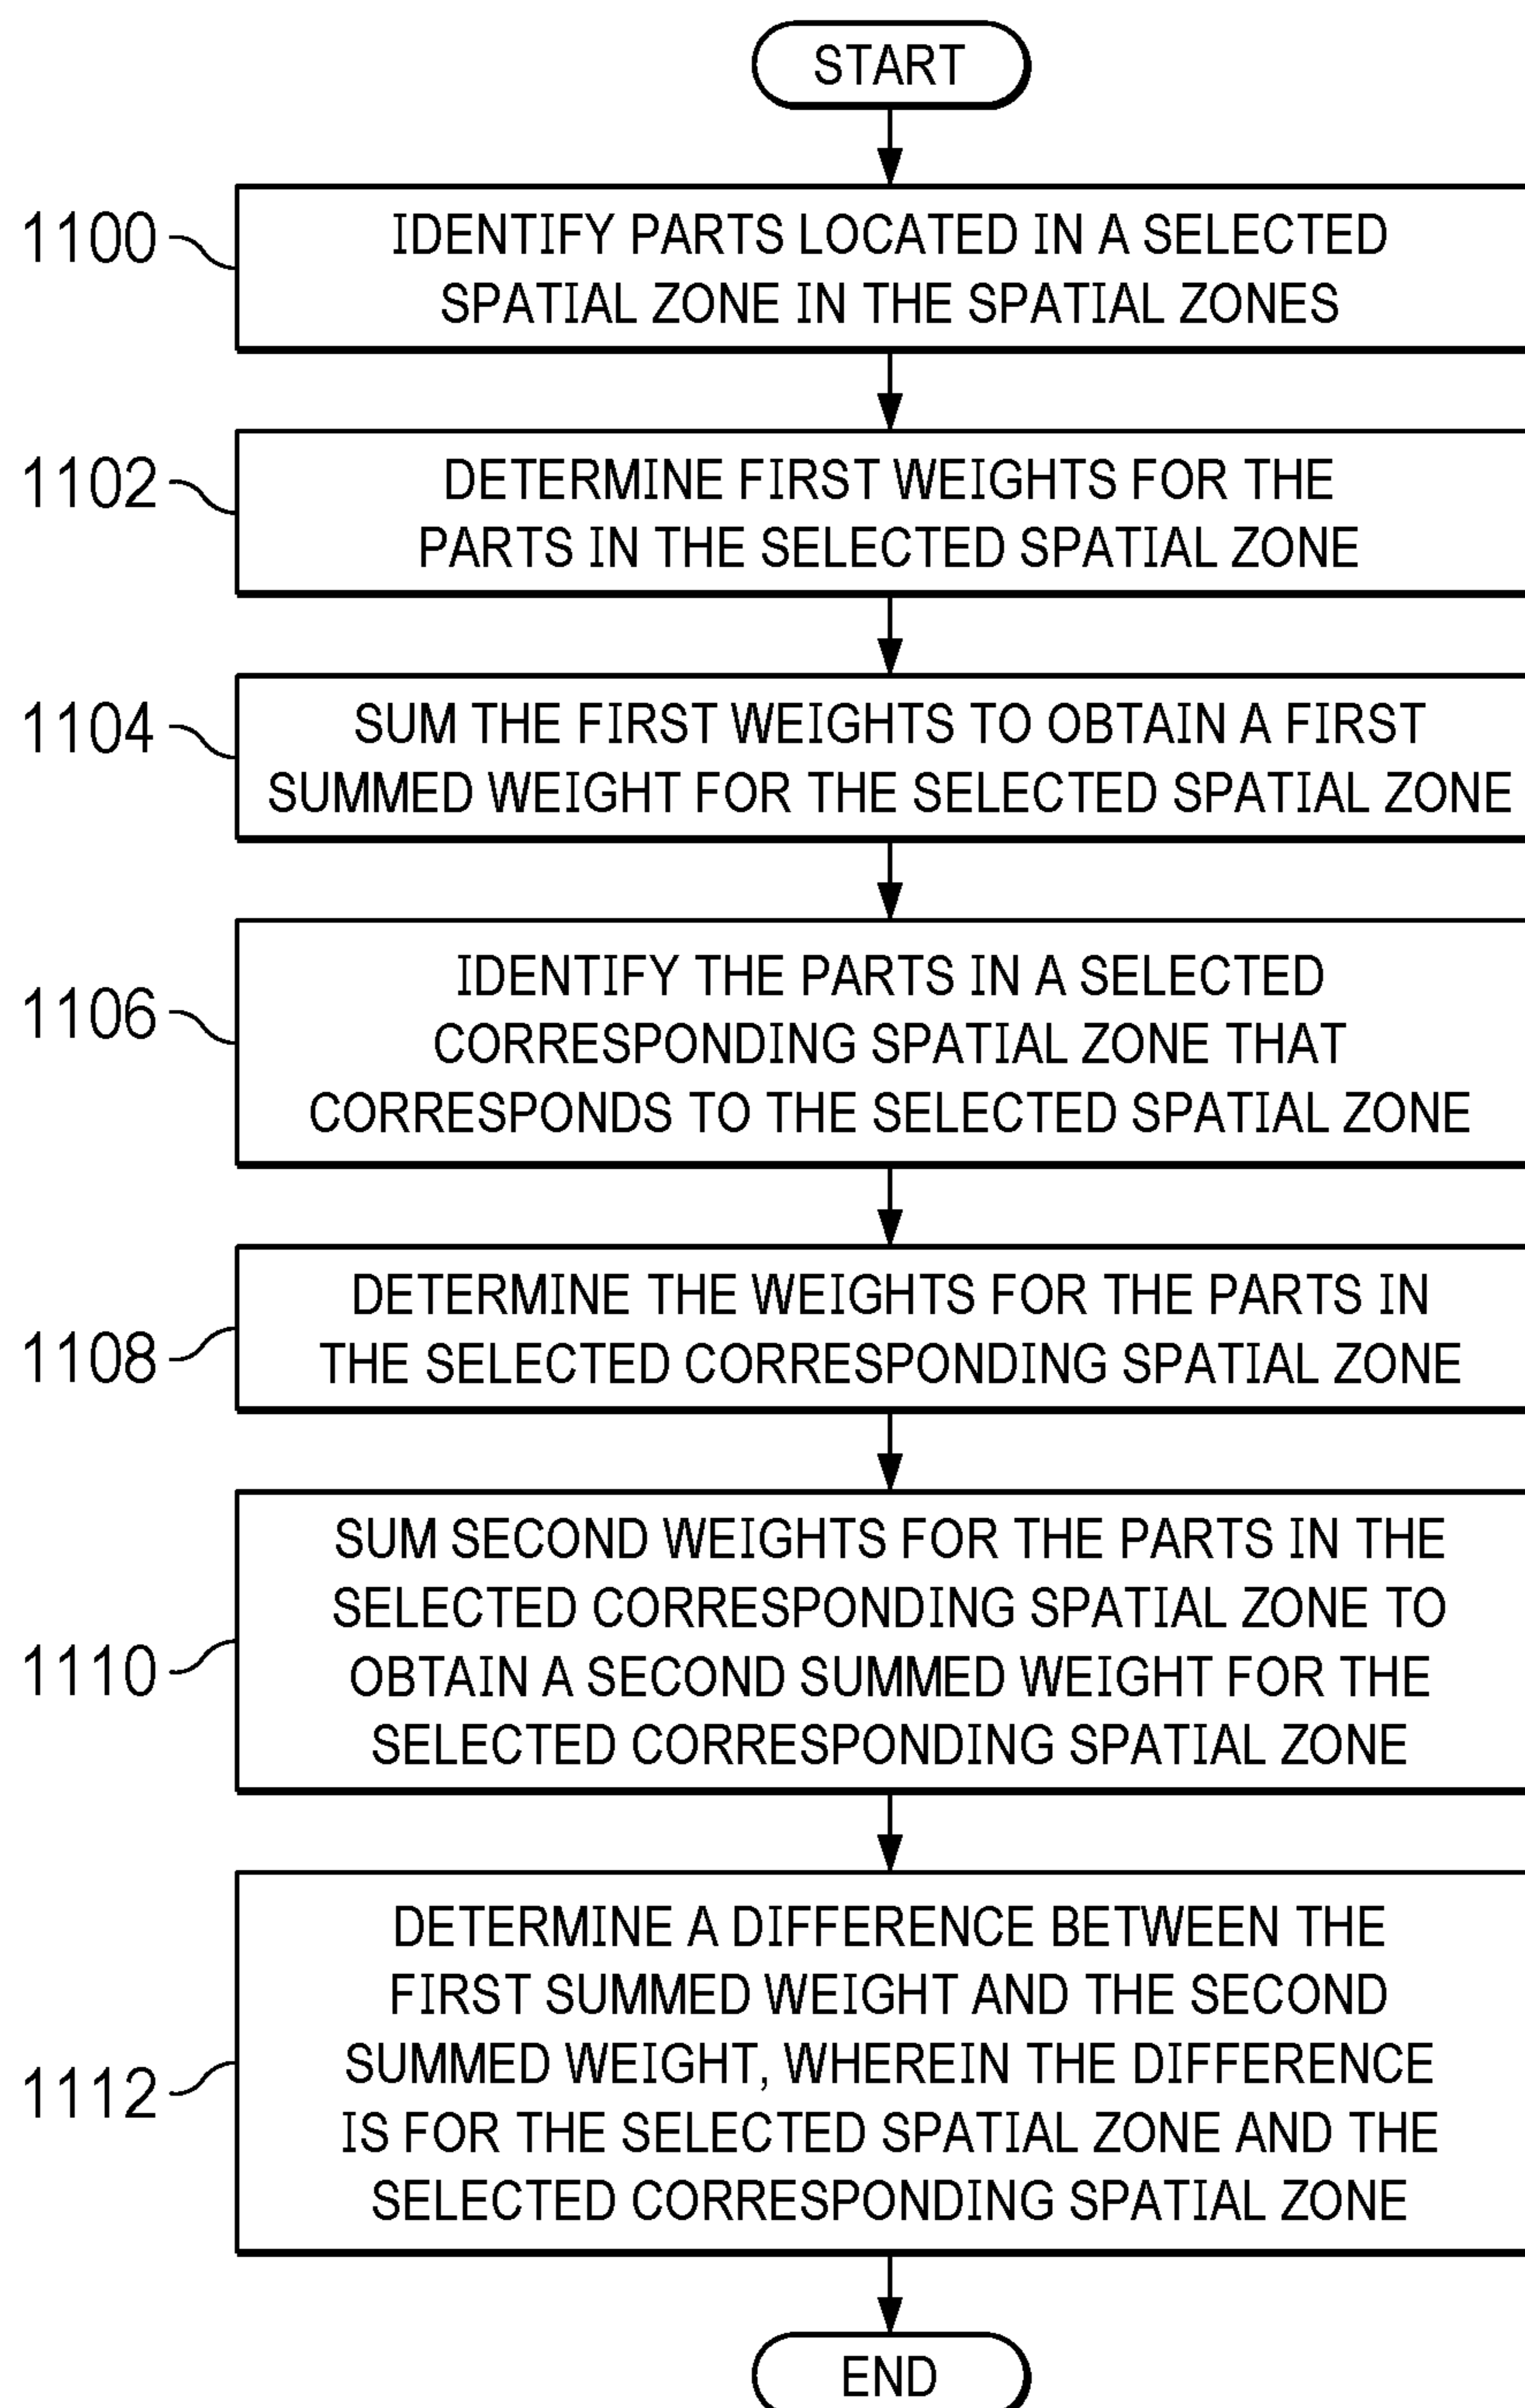 START
1100
IDENTIFY PARTS LOCATED IN A SELECTED
SPATIAL ZONE IN THE SPATIAL ZONES
1102
DETERMINE FIRST WEIGHTS FOR THE
PARTS IN THE SELECTED SPATIAL ZONE
1104
SUM THE FIRST WEIGHTS TO OBTAIN A FIRST
SUMMED WEIGHT FOR THE SELECTED SPATIAL ZONE
1106
IDENTIFY THE PARTS IN A SELECTED
CORRESPONDING SPATIAL ZONE THAT
CORRESPONDS TO THE SELECTED SPATIAL ZONE
1108
DETERMINE THE WEIGHTS FOR THE PARTS IN
THE SELECTED CORRESPONDING SPATIAL ZONE
1110
SUM SECOND WEIGHTS FOR THE PARTS IN THE
SELECTED CORRESPONDING SPATIAL ZONE TO
OBTAIN A SECOND SUMMED WEIGHT FOR THE
SELECTED CORRESPONDING SPATIAL ZONE
1112
DETERMINE A DIFFERENCE BETWEEN THE
FIRST SUMMED WEIGHT AND THE SECOND
SUMMED WEIGHT, WHEREIN THE DIFFERENCE
IS FOR THE SELECTED SPATIAL ZONE AND THE
SELECTED CORRESPONDING SPATIAL ZONE
END